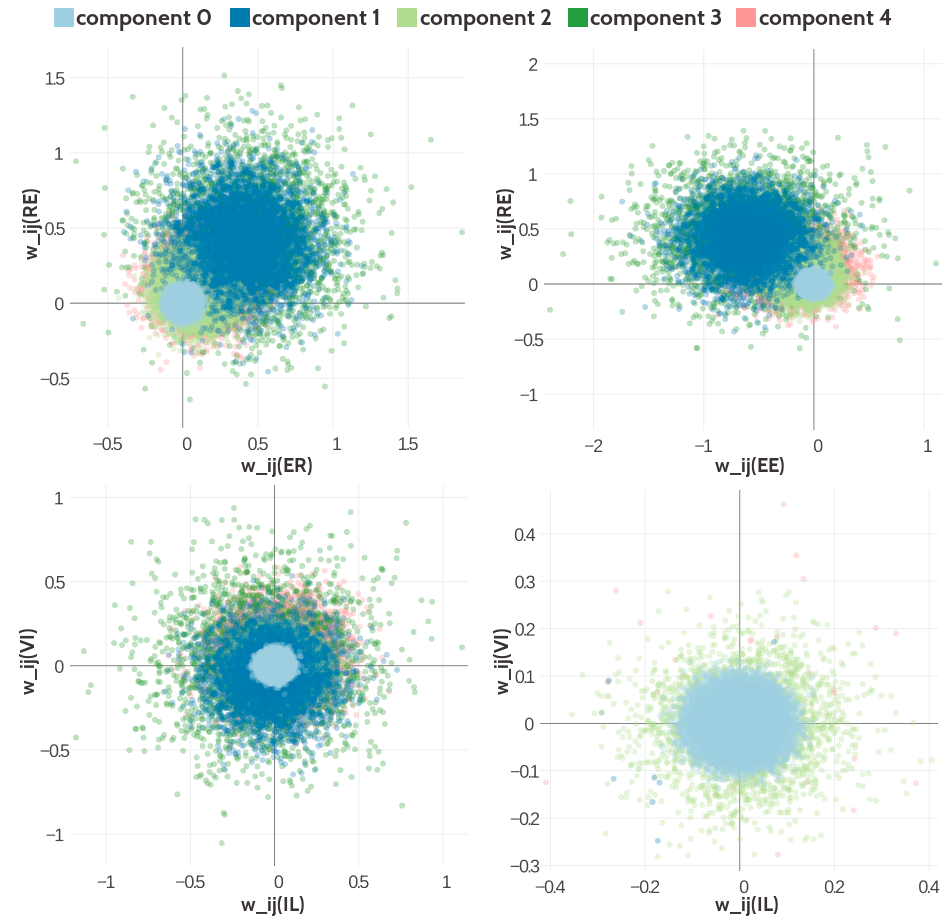 component 0 component 1 component 2 component 3 component 4
1.5
1
0.5
0
−0.5
w_ij(RE)
−0.5 0 0.5 1 1.5
w_ij(ER)
2
1.5
1
0.5
0
−0.5
−1
w_ij(RE)
−2 −1 0 1
w_ij(EE)
1
0.5
0
−0.5
−1
w_ij(VI)
−1 −0.5 0 0.5 1
w_ij(IL)
0.4
0.3
0.2
0.1
0
−0.1
−0.2
−0.3
w_ij(VI)
−0.4 −0.2 0 0.2 0.4
w_ij(IL)